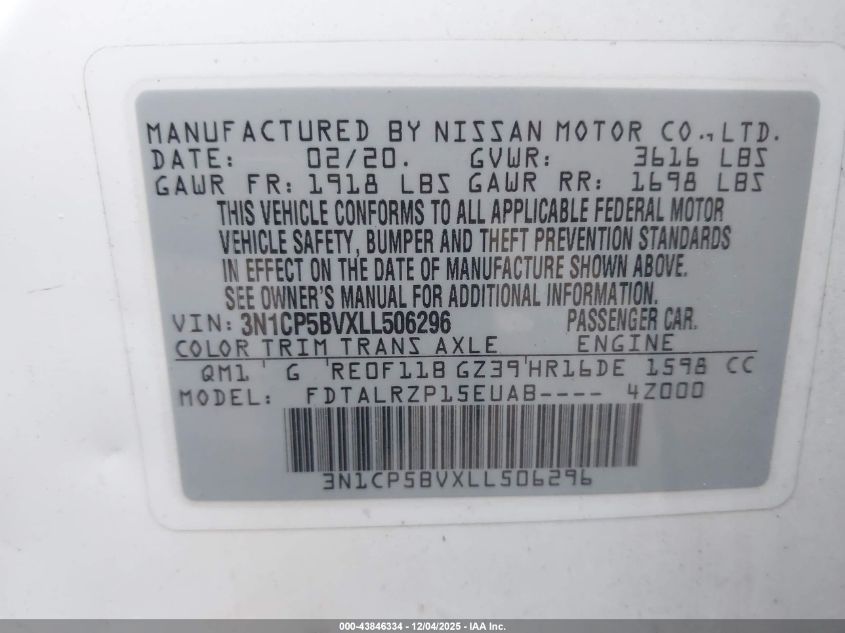 MANUFACTURED BY NISSAN MOTOR CO., LTD.
DATE: 02/20. GVWR: 3616 LBS
GAWR FR: 1918 LBS GAWR RR: 1698 LBS
THIS VEHICLE CONFORMS TO ALL APPLICABLE FEDERAL MOTOR
VEHICLE SAFETY, BUMPER AND THEFT PREVENTION STANDARDS
IN EFFECT ON THE DATE OF MANUFACTURE SHOWN ABOVE.
SEE OWNER'S MANUAL FOR ADDITIONAL INFORMATION.
VIN: 3N1CP5BVXLL506296 PASSENGER CAR.
COLOR TRIM TRANS AXLE ENGINE
QM1 G RE0F11B GZ39 HR16DE 1598 CC
MODEL: FDTALRZP15EUAB---- 4Z000
3N1CP5BVXLL506296
000-43846334 - 12/04/2025 - IAA Inc.